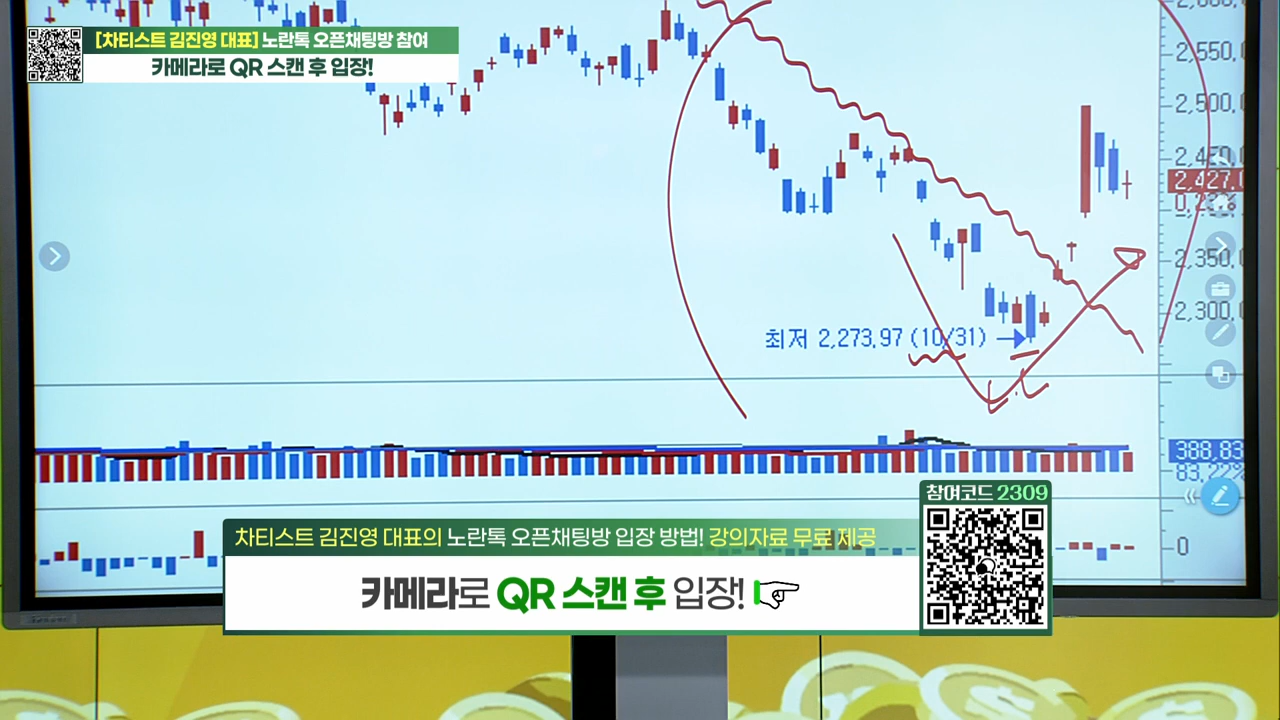 [차티스트 김진영 대표] 노란톡 오픈채팅방 참여
카메라로 QR 스캔 후 입장!
2,550.
2,500.
2,427.
2,350.
2,300.
최저 2,273.97 (10/31)
388,83
83.22%
0
참여코드 2309
차티스트 김진영 대표의 노란톡 오픈채팅방 입장 방법! 강의자료 무료 제공
카메라로 QR 스캔 후 입장!